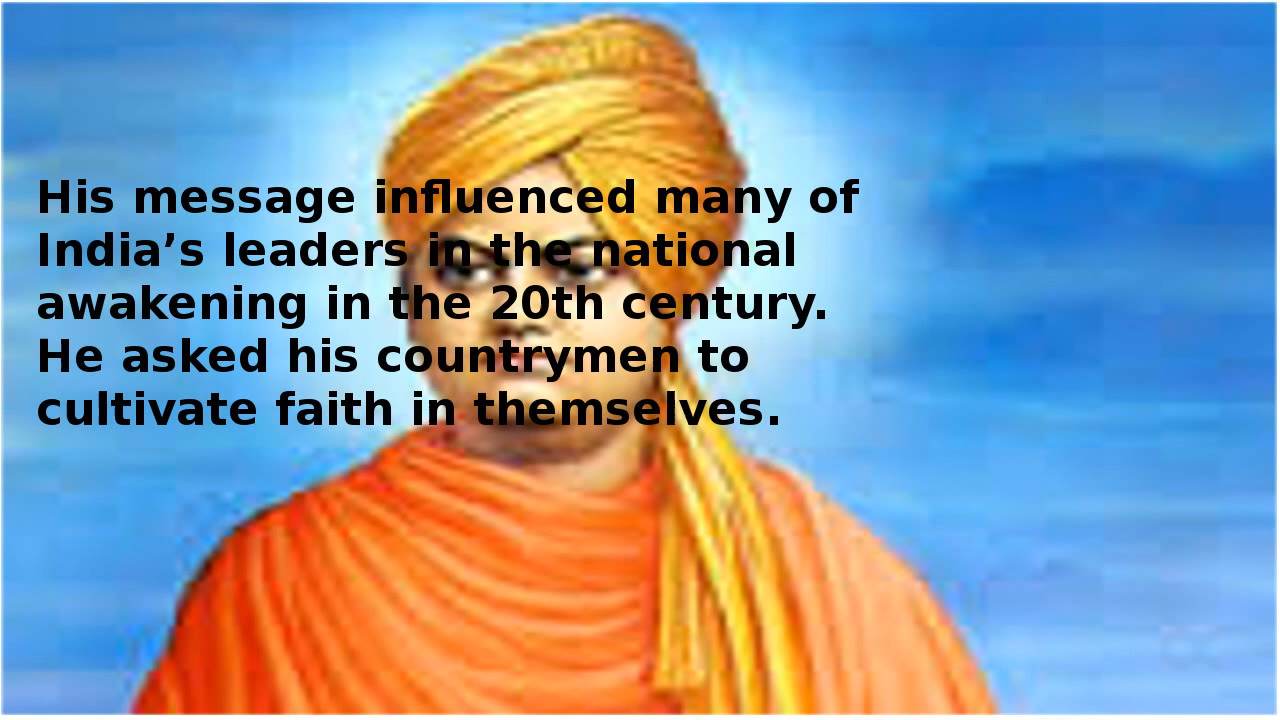 His message influenced many of
India’s leaders in the national
awakening in the 20th century.
He asked his countrymen to
cultivate faith in themselves.